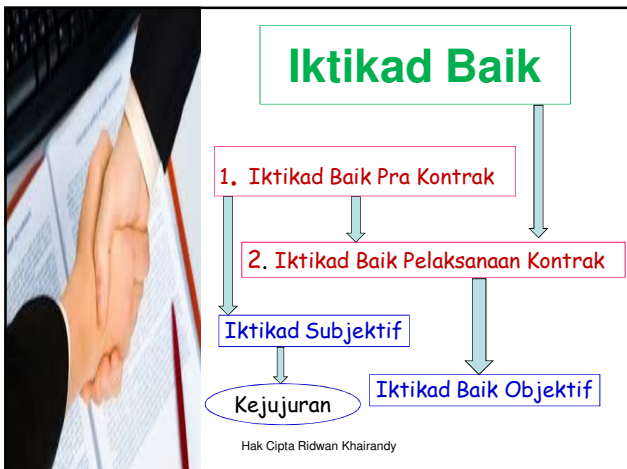 Iktikad Baik
1. Iktikad Baik Pra Kontrak
2. Iktikad Baik Pelaksanaan Kontrak
Iktikad Subjektif
Iktikad Baik Objektif
Kejujuran
Hak Cipta Ridwan Khairandy